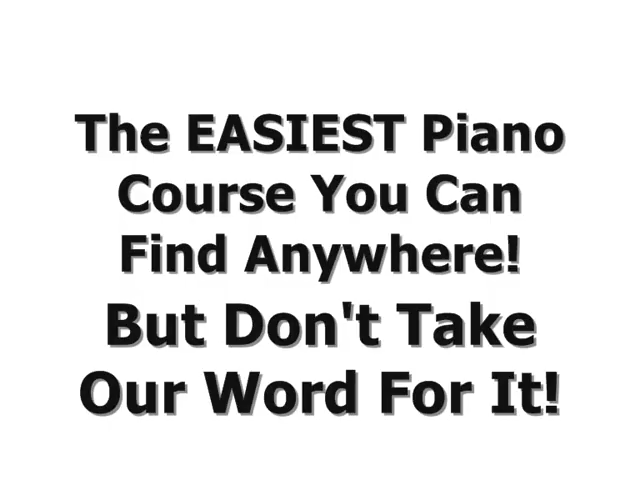 The EASIEST Piano
Course You Can
Find Anywhere!
But Don't Take
Our Word For It!